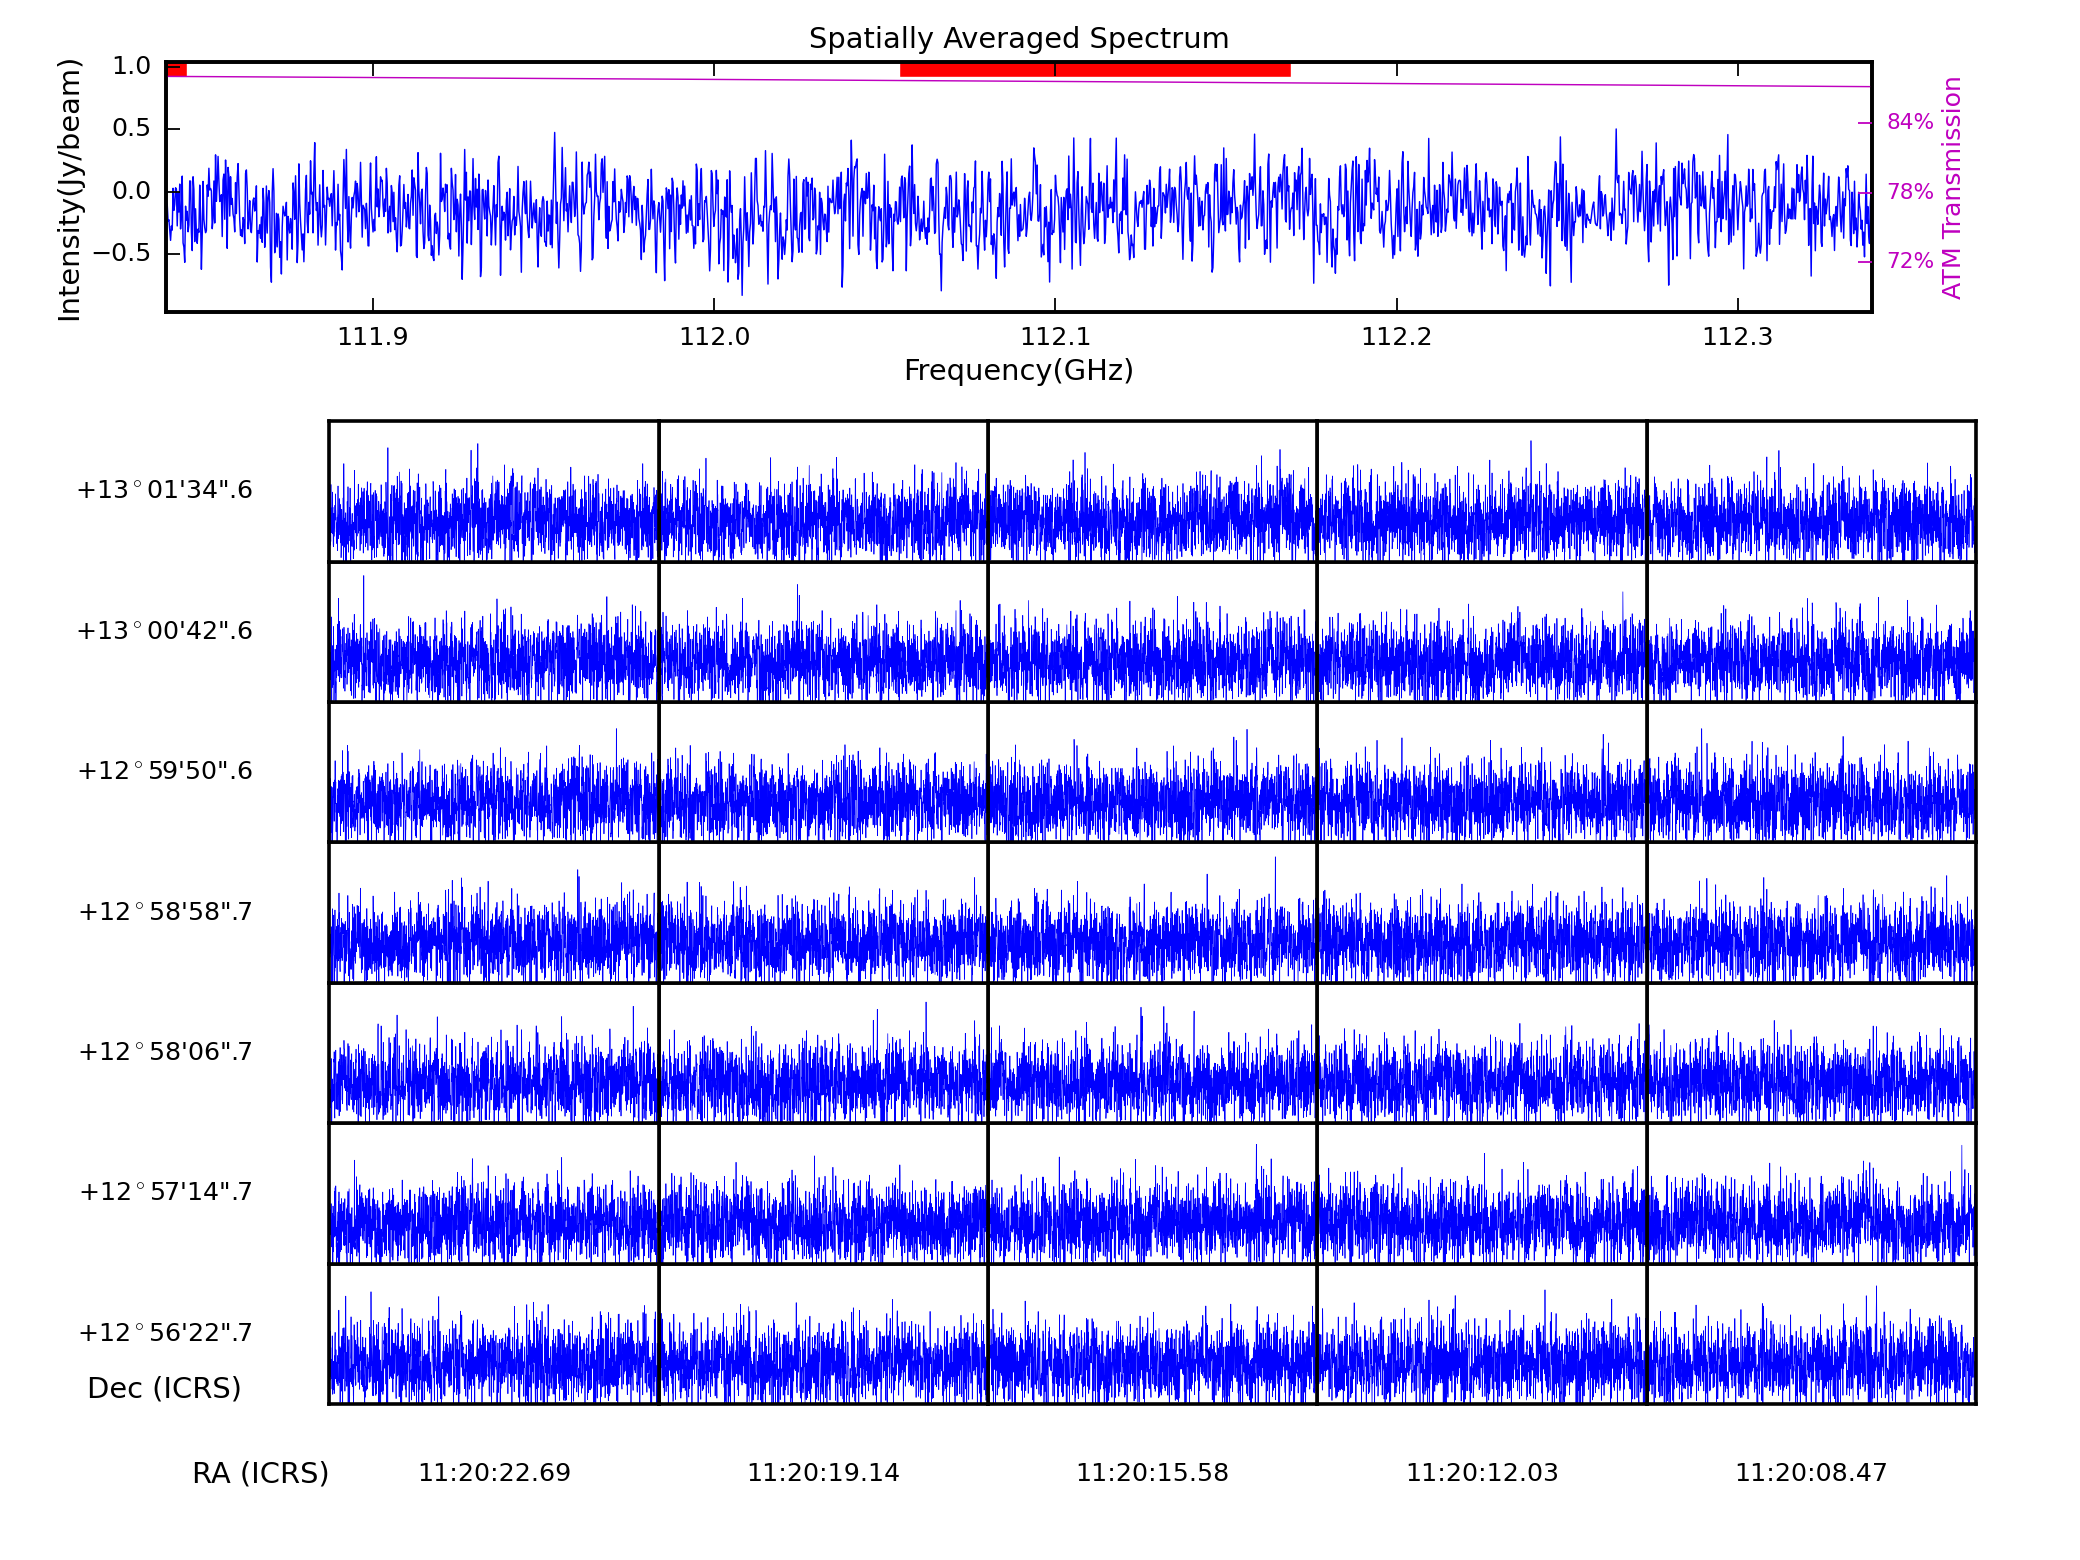 Spatially Averaged Spectrum
Intensity(Jy/beam)
1.0
0.5
0.0
−0.5
84%
78%
72%
ATM Transmission
111.9 112.0 112.1 112.2 112.3
Frequency(GHz)
+13°01'34".6
+13°00'42".6
+12°59'50".6
+12°58'58".7
+12°58'06".7
+12°57'14".7
+12°56'22".7
Dec (ICRS)
RA (ICRS) 11:20:22.69 11:20:19.14 11:20:15.58 11:20:12.03 11:20:08.47